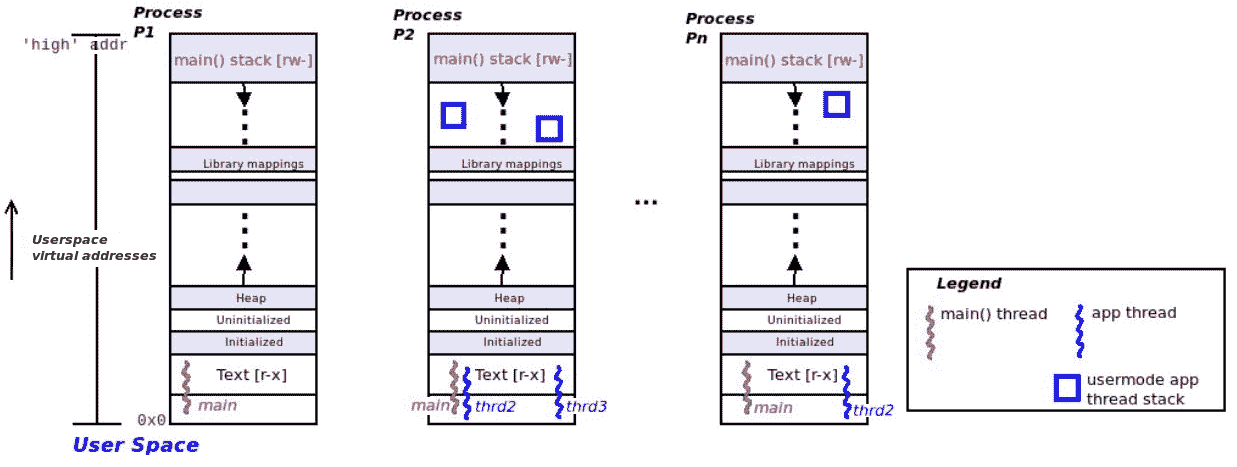 Process
P1
Process
P2
Process
Pn
'high' addr
main() stack [rw-]
main() stack [rw-]
main() stack [rw-]
Library mappings
Library mappings
Library mappings
...
Userspace
virtual addresses
Heap
Heap
Heap
Uninitialized
Uninitialized
Uninitialized
Initialized
Initialized
Initialized
Text [r-x]
Text [r-x]
Text [r-x]
main
main
thrd2
thrd3
main
thrd2
0x0
User Space
Legend
main() thread
app thread
usermode app
thread stack